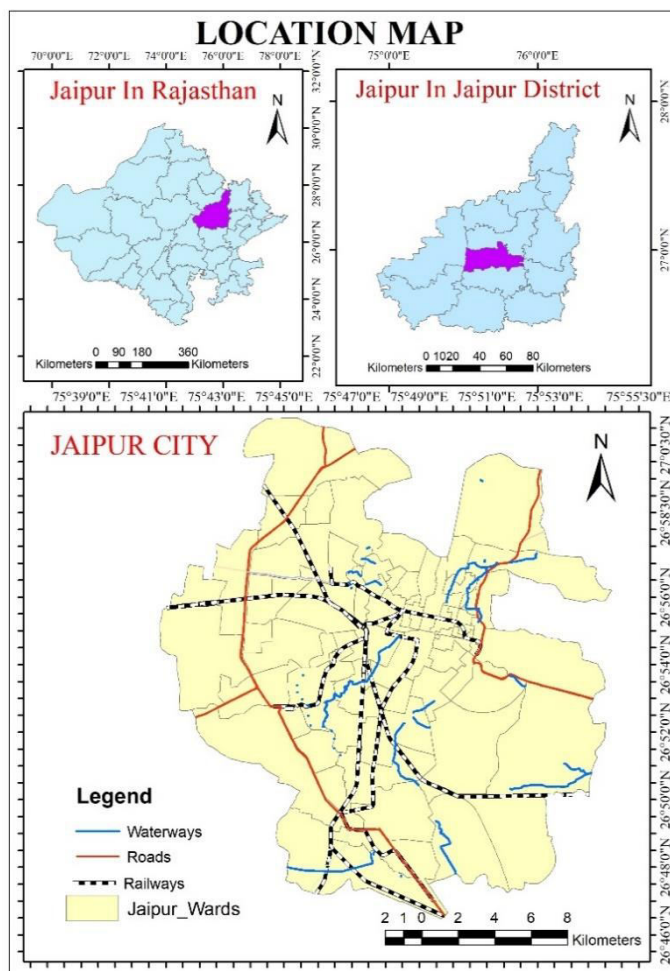 LOCATION MAP
70°0'0"E 72°0'0"E 74°0'0"E 76°0'0"E 78°0'0"E
75°0'0"E 76°0'0"E
Jaipur In Rajasthan
N
32°0'0"N
30°0'0"N
28°0'0"N
26°0'0"N
24°0'0"N
22°0'0"N
0 90 180 360
Kilometers Kilometers
Jaipur In Jaipur District
N
28°0'0"N
27°0'0"N
0 1020 40 60 80
Kilometers Kilometers
75°39'0"E 75°41'0"E 75°43'0"E 75°45'0"E 75°47'0"E 75°49'0"E 75°51'0"E 75°53'0"E 75°55'30"E
JAIPUR CITY
N
27°0'30"N
26°58'30"N
26°56'0"N
26°54'0"N
26°52'0"N
26°50'0"N
26°48'0"N
26°46'0"N
Legend
Waterways
Roads
Railways
Jaipur_Wards
2 1 0 2 4 6 8
Kilometers